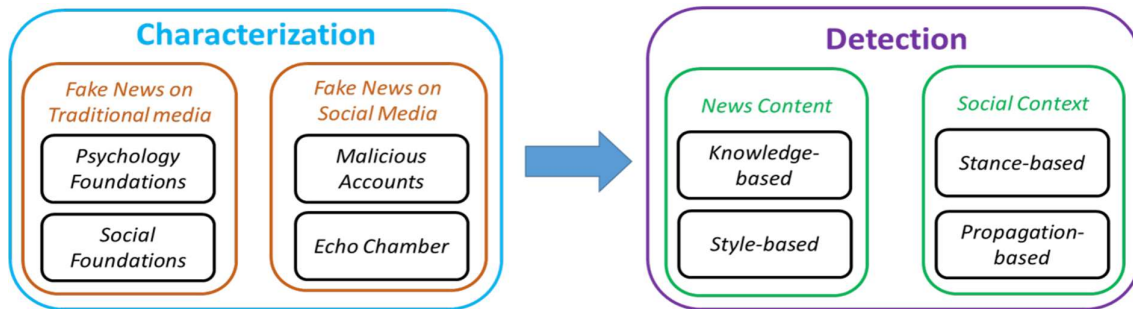 Characterization
Fake News on
Traditional media
Psychology
Foundations
Social
Foundations
Fake News on
Social Media
Malicious
Accounts
Echo Chamber
Detection
News Content
Knowledge-
based
Style-based
Social Context
Stance-based
Propagation-
based